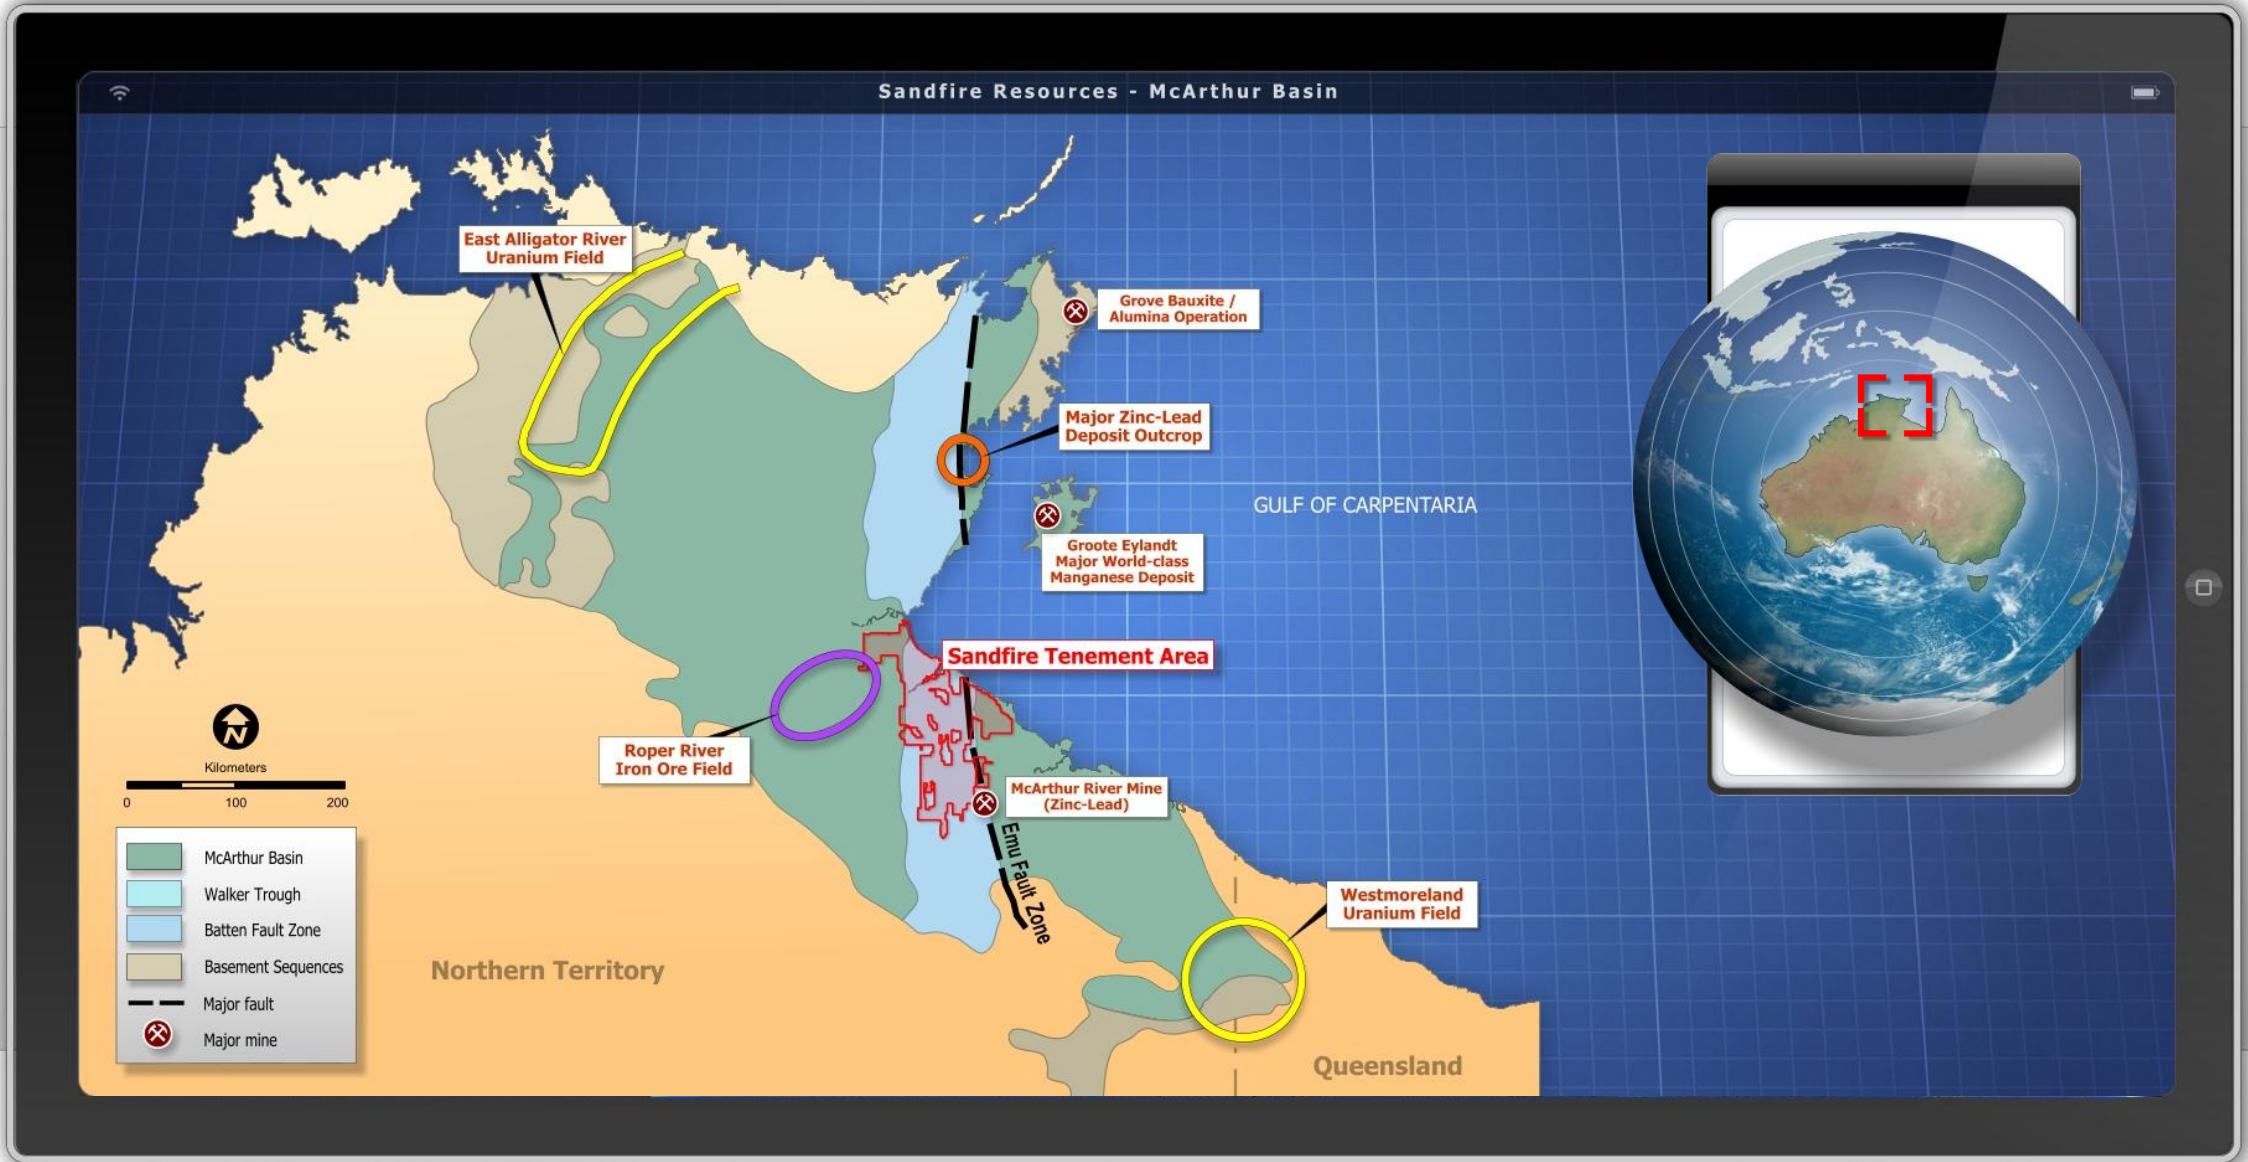 Sandfire Resources - McArthur Basin
East Alligator River
Uranium Field
Grove Bauxite /
Alumina Operation
Major Zinc-Lead
Deposit Outcrop
GULF OF CARPENTARIA
Groote Eylandt
Major World-class
Manganese Deposit
Sandfire Tenement Area
N
Roper River
Iron Ore Field
Kilometers
0 100 200
McArthur River Mine
(Zinc-Lead)
Emu Fault Zone
McArthur Basin
Walker Trough
Batten Fault Zone
Basement Sequences
Major fault
Major mine
Westmoreland
Uranium Field
Northern Territory
Queensland